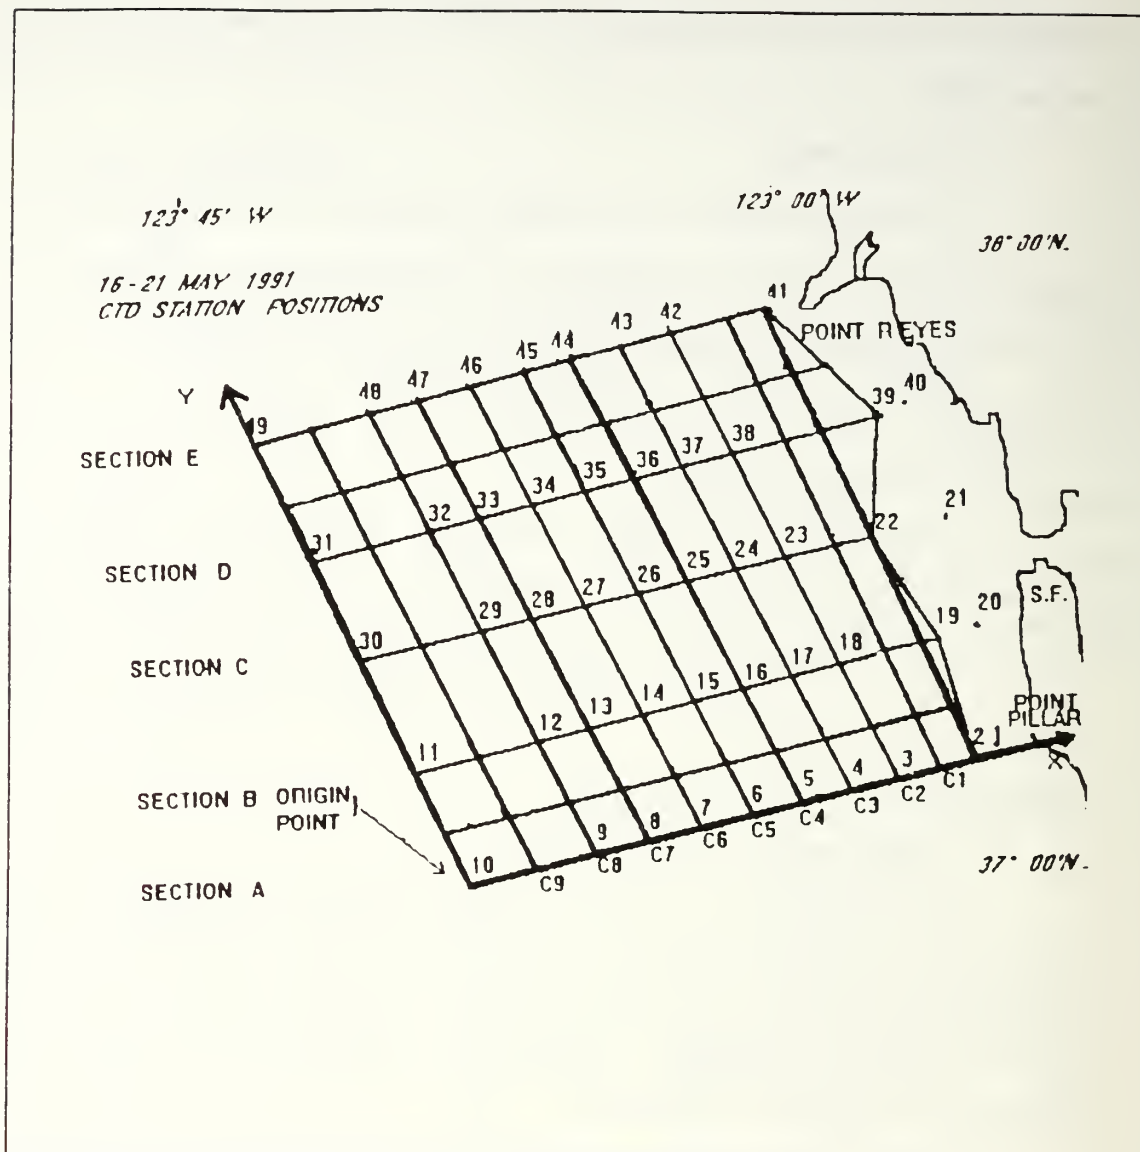 123° 45' W
123° 00' W
38° 00'N.
16-21 MAY 1991
CTD STATION POSITIONS
41
POINT REYES
42
43
44
45
46
47
48
49
Y
39
40
SECTION E
38
37
36
35
34
33
32
31
21
22
SECTION D
23
24
25
26
27
28
29
30
S.F.
19
20
SECTION C
18
17
16
15
14
13
12
11
POINT
PILLAR
2
1
X
SECTION B
ORIGIN
POINT
3
4
5
6
7
8
9
10
C1
C2
C3
C4
C5
C6
C7
C8
C9
37° 00'N.
SECTION A